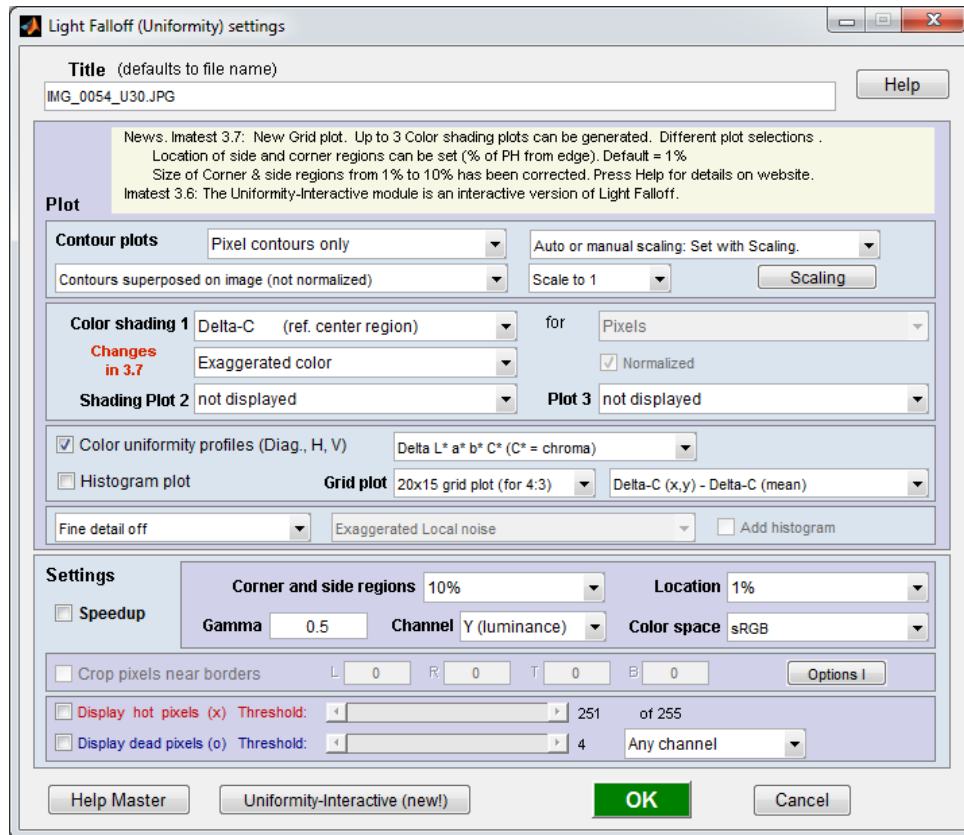 Light Falloff (Uniformity) settings
Title (defaults to file name)
Help
IMG_0054_U30.JPG
News. Imatest 3.7: New Grid plot. Up to 3 Color shading plots can be generated. Different plot selections .
Location of side and corner regions can be set (% of PH from edge). Default = 1%
Size of Corner & side regions from 1% to 10% has been corrected. Press Help for details on website.
Imatest 3.6: The Uniformity-Interactive module is an interactive version of Light Falloff.
Plot
Contour plots Pixel contours only Auto or manual scaling: Set with Scaling.
Contours superposed on image (not normalized) Scale to 1 Scaling
Color shading 1 Delta-C (ref. center region) for Pixels
Changes in 3.7 Exaggerated color Normalized
Shading Plot 2 not displayed Plot 3 not displayed
Color uniformity profiles (Diag., H, V) Delta L* a* b* C* (C* = chroma)
Histogram plot Grid plot 20x15 grid plot (for 4:3) Delta-C (x,y) - Delta-C (mean)
Fine detail off Exaggerated Local noise Add histogram
Settings
Corner and side regions 10% Location 1%
Speedup
Gamma 0.5 Channel Y (luminance) Color space sRGB
Crop pixels near borders L 0 R 0 T 0 B 0 Options I
Display hot pixels (x) Threshold: 251 of 255
Display dead pixels (o) Threshold: 4 Any channel
Help Master Uniformity-Interactive (new!) OK Cancel